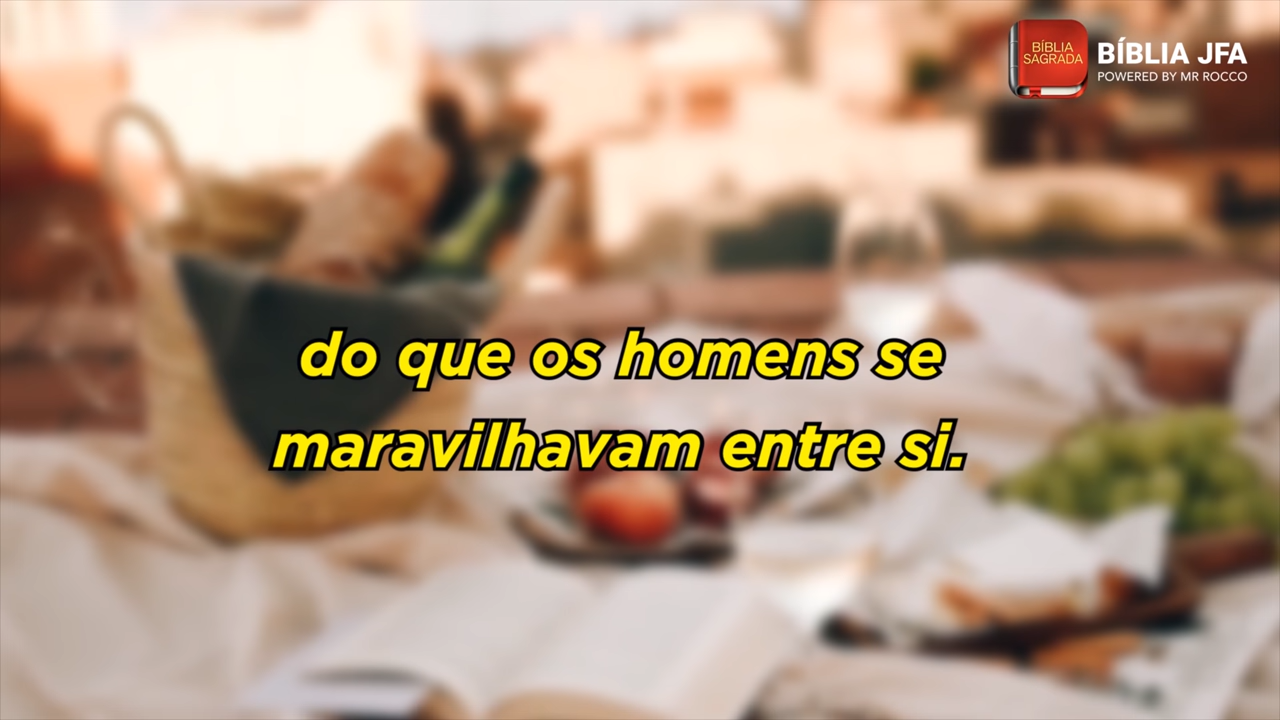 BÍBLIA
SAGRADA
BÍBLIA JFA
POWERED BY MR ROCCO
do que os homens se
maravilhavam entre si.